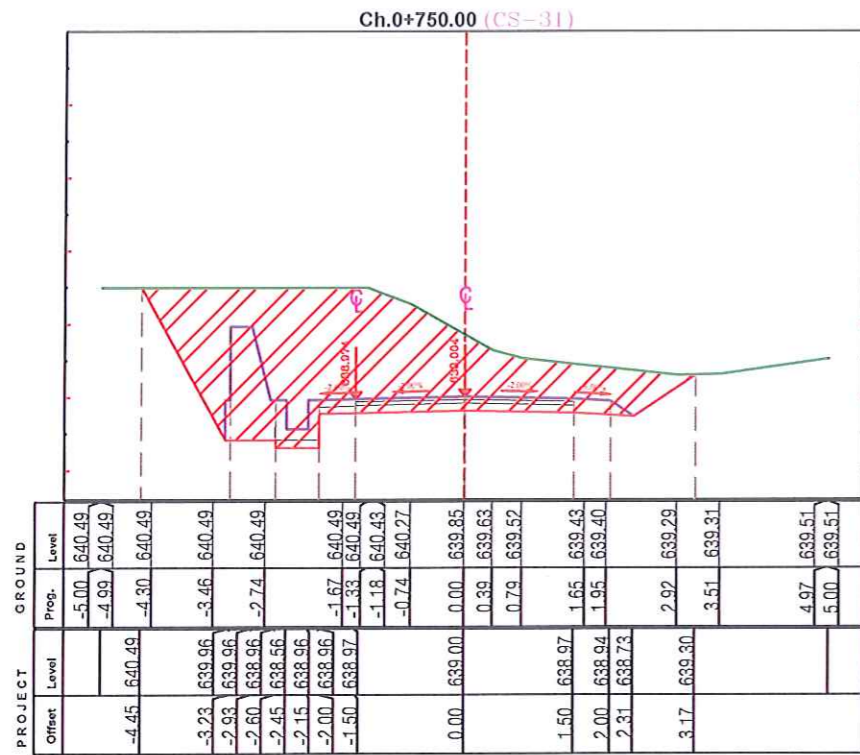 Ch.0+750.00 (CS-31)
℄ ℄
638.971 639.004
-2.00% -2.00%
GROUND
Level 640.49 640.49 640.49 640.49 640.49 640.49 640.49 640.43 640.27 639.85 639.63 639.52 639.43 639.40 639.29 639.31 639.51 639.51
Prog. -5.00 -4.99 -4.30 -3.46 -2.74 -1.67 -1.33 -1.18 -0.74 0.00 0.39 0.79 1.65 1.95 2.92 3.51 4.97 5.00
PROJECT
Level 640.49 639.96 639.96 638.96 638.56 638.96 638.96 638.97 639.00 638.97 638.94 638.73 639.30
Offset -4.45 -3.23 -2.93 -2.60 -2.45 -2.15 -2.00 -1.50 0.00 1.50 2.00 2.31 3.17